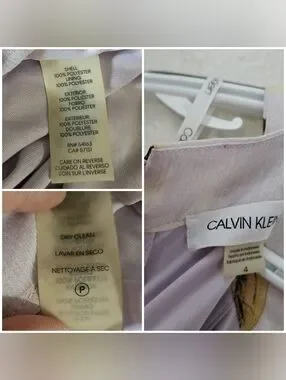 SHELL
100% POLYESTER
LINING
100% POLYESTER
EXTERIOR
100% POLIESTER
FORRO
100% POLIESTER
EXTERIEUR
100% POLYESTER
DOUBLURE
100% POLYESTER
RN# 54163
CA# 57151
CARE ON REVERSE
CUIDADO AL REVERSO
SOIN SUR L'INVERSE
DRY CLEAN
LAVAR EN SECO
NETTOYAGE À SEC
P
CALVIN KLEIN
4